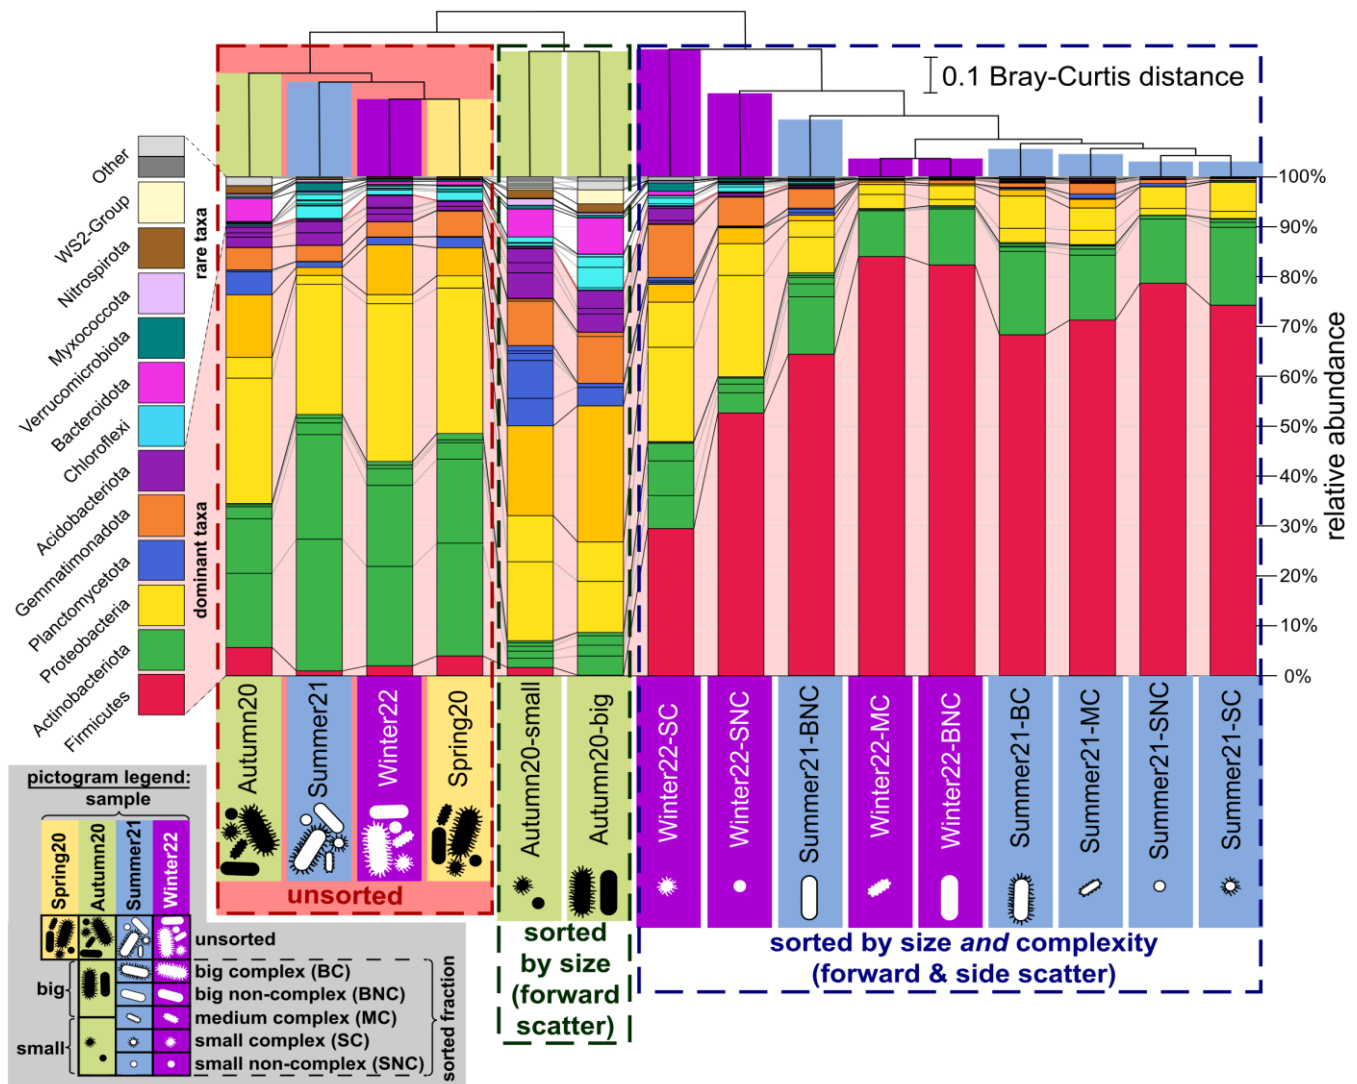 0.1 Bray-Curtis distance
Other
WS2-Group
Nitrospirota
Myxococcota
Verrucomicrobiota
Bacteroidota
Chloroflexi
Acidobacteriota
Gemmatimonadota
Planctomycetota
Proteobacteria
Actinobacteriota
Firmicutes
rare taxa
dominant taxa
100%
90%
80%
70%
60%
50%
40%
30%
20%
10%
0%
relative abundance
Autumn20
Summer21
Winter22
Spring20
Autumn20-small
Autumn20-big
Winter22-SC
Winter22-SNC
Summer21-BNC
Winter22-MC
Winter22-BNC
Summer21-BC
Summer21-MC
Summer21-SNC
Summer21-SC
unsorted
sorted
by size
(forward
scatter)
sorted by size and complexity
(forward & side scatter)
pictogram legend:
sample
Spring20
Autumn20
Summer21
Winter22
unsorted
big
big complex (BC)
big non-complex (BNC)
medium complex (MC)
small
small complex (SC)
small non-complex (SNC)
sorted fraction